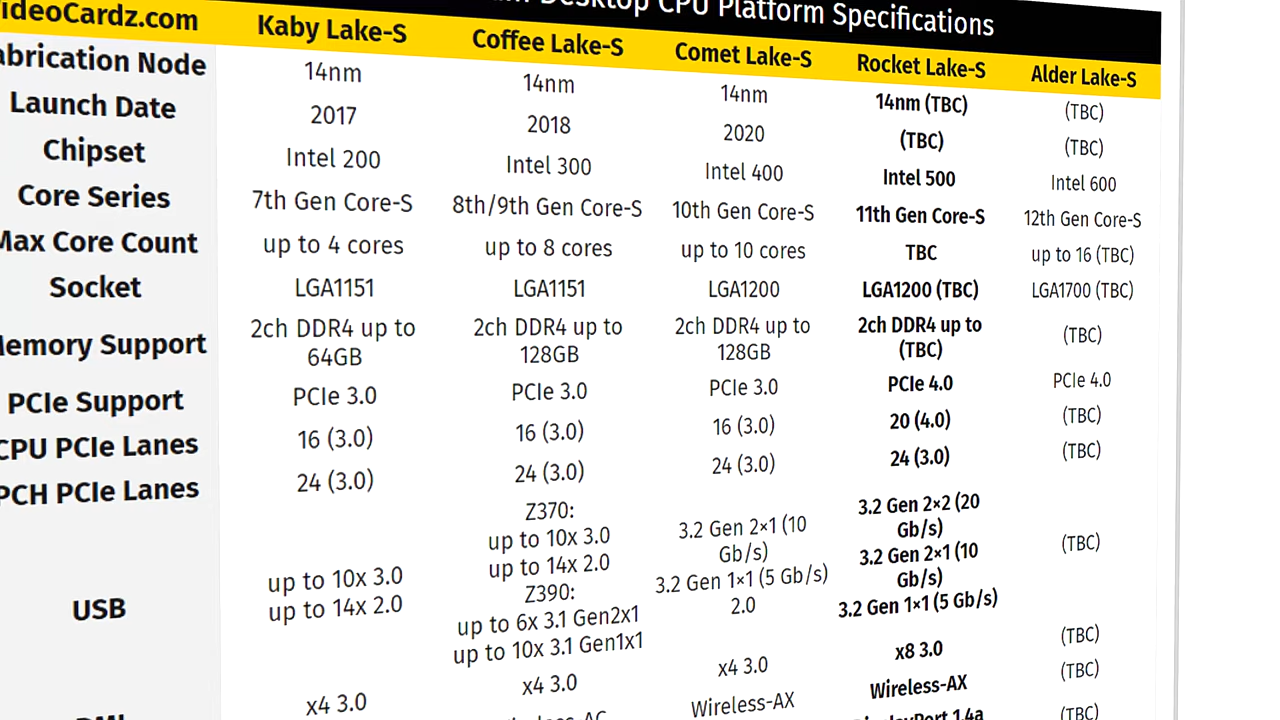 Desktop CPU Platform Specifications
VideoCardz.com Kaby Lake-S Coffee Lake-S Comet Lake-S Rocket Lake-S Alder Lake-S
Fabrication Node 14nm 14nm 14nm 14nm (TBC) (TBC)
Launch Date 2017 2018 2020 (TBC) (TBC)
Chipset Intel 200 Intel 300 Intel 400 Intel 500 Intel 600
Core Series 7th Gen Core-S 8th/9th Gen Core-S 10th Gen Core-S 11th Gen Core-S 12th Gen Core-S
Max Core Count up to 4 cores up to 8 cores up to 10 cores TBC up to 16 (TBC)
Socket LGA1151 LGA1151 LGA1200 LGA1200 (TBC) LGA1700 (TBC)
Memory Support 2ch DDR4 up to 64GB 2ch DDR4 up to 128GB 2ch DDR4 up to 128GB 2ch DDR4 up to (TBC) (TBC)
PCIe Support PCIe 3.0 PCIe 3.0 PCIe 3.0 PCIe 4.0 PCIe 4.0
CPU PCIe Lanes 16 (3.0) 16 (3.0) 16 (3.0) 20 (4.0) (TBC)
PCH PCIe Lanes 24 (3.0) 24 (3.0) 24 (3.0) 24 (3.0) (TBC)
USB
up to 10x 3.0
up to 14x 2.0
Z370:
up to 10x 3.0
up to 14x 2.0
Z390:
up to 6x 3.1 Gen2x1
up to 10x 3.1 Gen1x1
3.2 Gen 2×1 (10
Gb/s)
3.2 Gen 1×1 (5 Gb/s)
2.0
3.2 Gen 2×2 (20
Gb/s)
3.2 Gen 2×1 (10
Gb/s)
3.2 Gen 1×1 (5 Gb/s)
(TBC)
DMI x4 3.0 x4 3.0 x4 3.0 x8 3.0 (TBC)
Wireless-AC Wireless-AX Wireless-AX (TBC)
DisplayPort 1.4a (TBC)